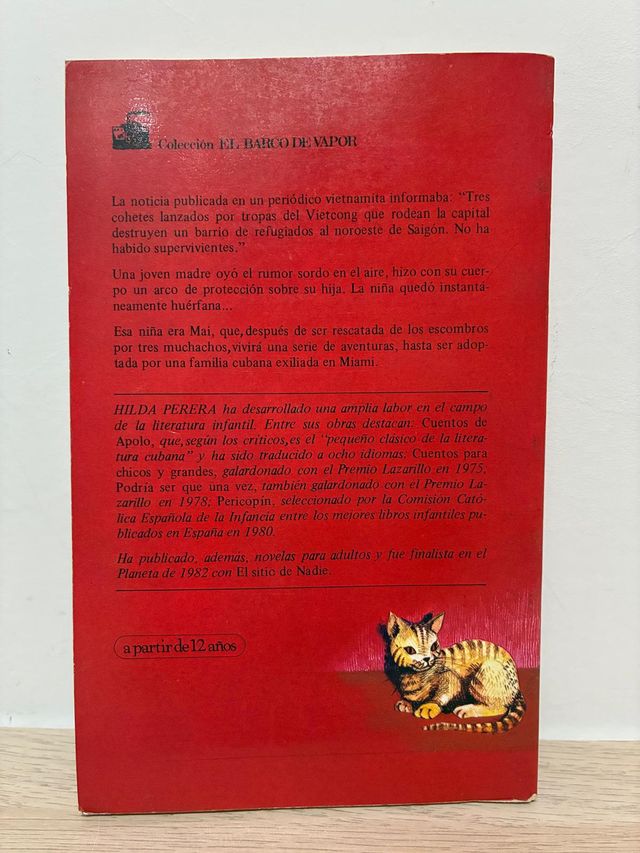 Colección EL BARCO DE VAPOR
La noticia publicada en un periódico vietnamita informaba: “Tres
cohetes lanzados por tropas del Vietcong que rodean la capital
destruyen un barrio de refugiados al noroeste de Saigón. No ha
habido supervivientes.”
Una joven madre oyó el rumor sordo en el aire, hizo con su cuer-
po un arco de protección sobre su hija. La niña quedó instantá-
neamente huérfana...
Esa niña era Mai, que, después de ser rescatada de los escombros
por tres muchachos, vivirá una serie de aventuras, hasta ser adop-
tada por una familia cubana exiliada en Miami.
HILDA PERERA ha desarrollado una amplia labor en el campo
de la literatura infantil. Entre sus obras destacan: Cuentos de
Apolo, que, según los críticos, es el “pequeño clásico de la litera-
tura cubana” y ha sido traducido a ocho idiomas; Cuentos para
chicos y grandes, galardonado con el Premio Lazarillo en 1975;
Podría ser que una vez, también galardonado con el Premio La-
zarillo en 1978; Pericopín, seleccionado por la Comisión Cató-
lica Española de la Infancia entre los mejores libros infantiles pu-
blicados en España en 1980.
Ha publicado, además, novelas para adultos y fue finalista en el
Planeta de 1982 con El sitio de Nadie.
a partir de 12 años